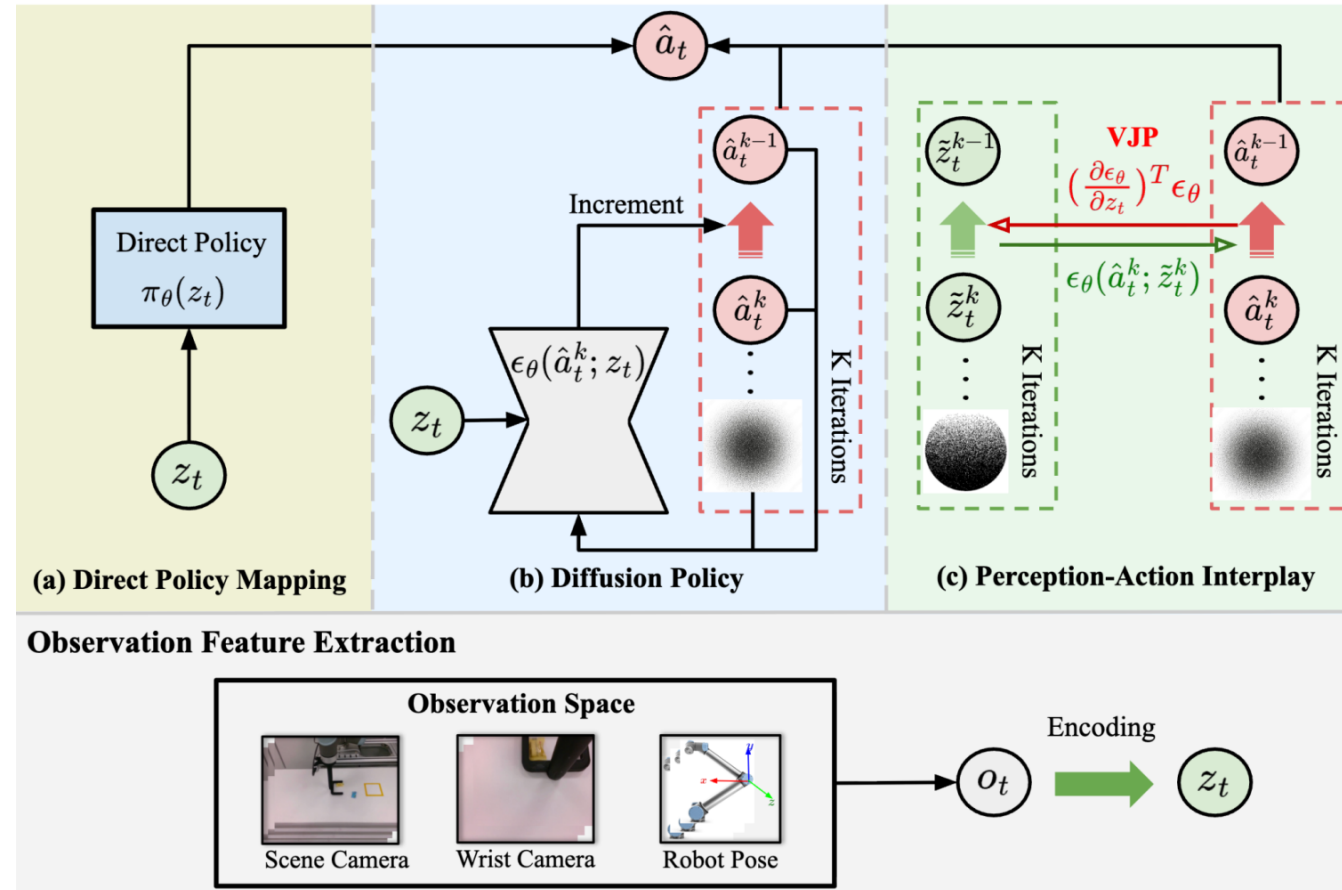 âₜ
Direct Policy
π_θ(z_t)
z_t
(a) Direct Policy Mapping
Increment
ε_θ(â_t^k; z_t)
z_t
â_t^{k-1}
â_t^k
K Iterations
(b) Diffusion Policy
z̃_t^{k-1}
z̃_t^k
K Iterations
VJP
(∂ε_θ/∂z_t)^T ε_θ
ε_θ(â_t^k; z̃_t^k)
â_t^{k-1}
â_t^k
K Iterations
(c) Perception-Action Interplay
Observation Feature Extraction
Observation Space
x
y
z
Scene Camera
Wrist Camera
Robot Pose
o_t
Encoding
z_t